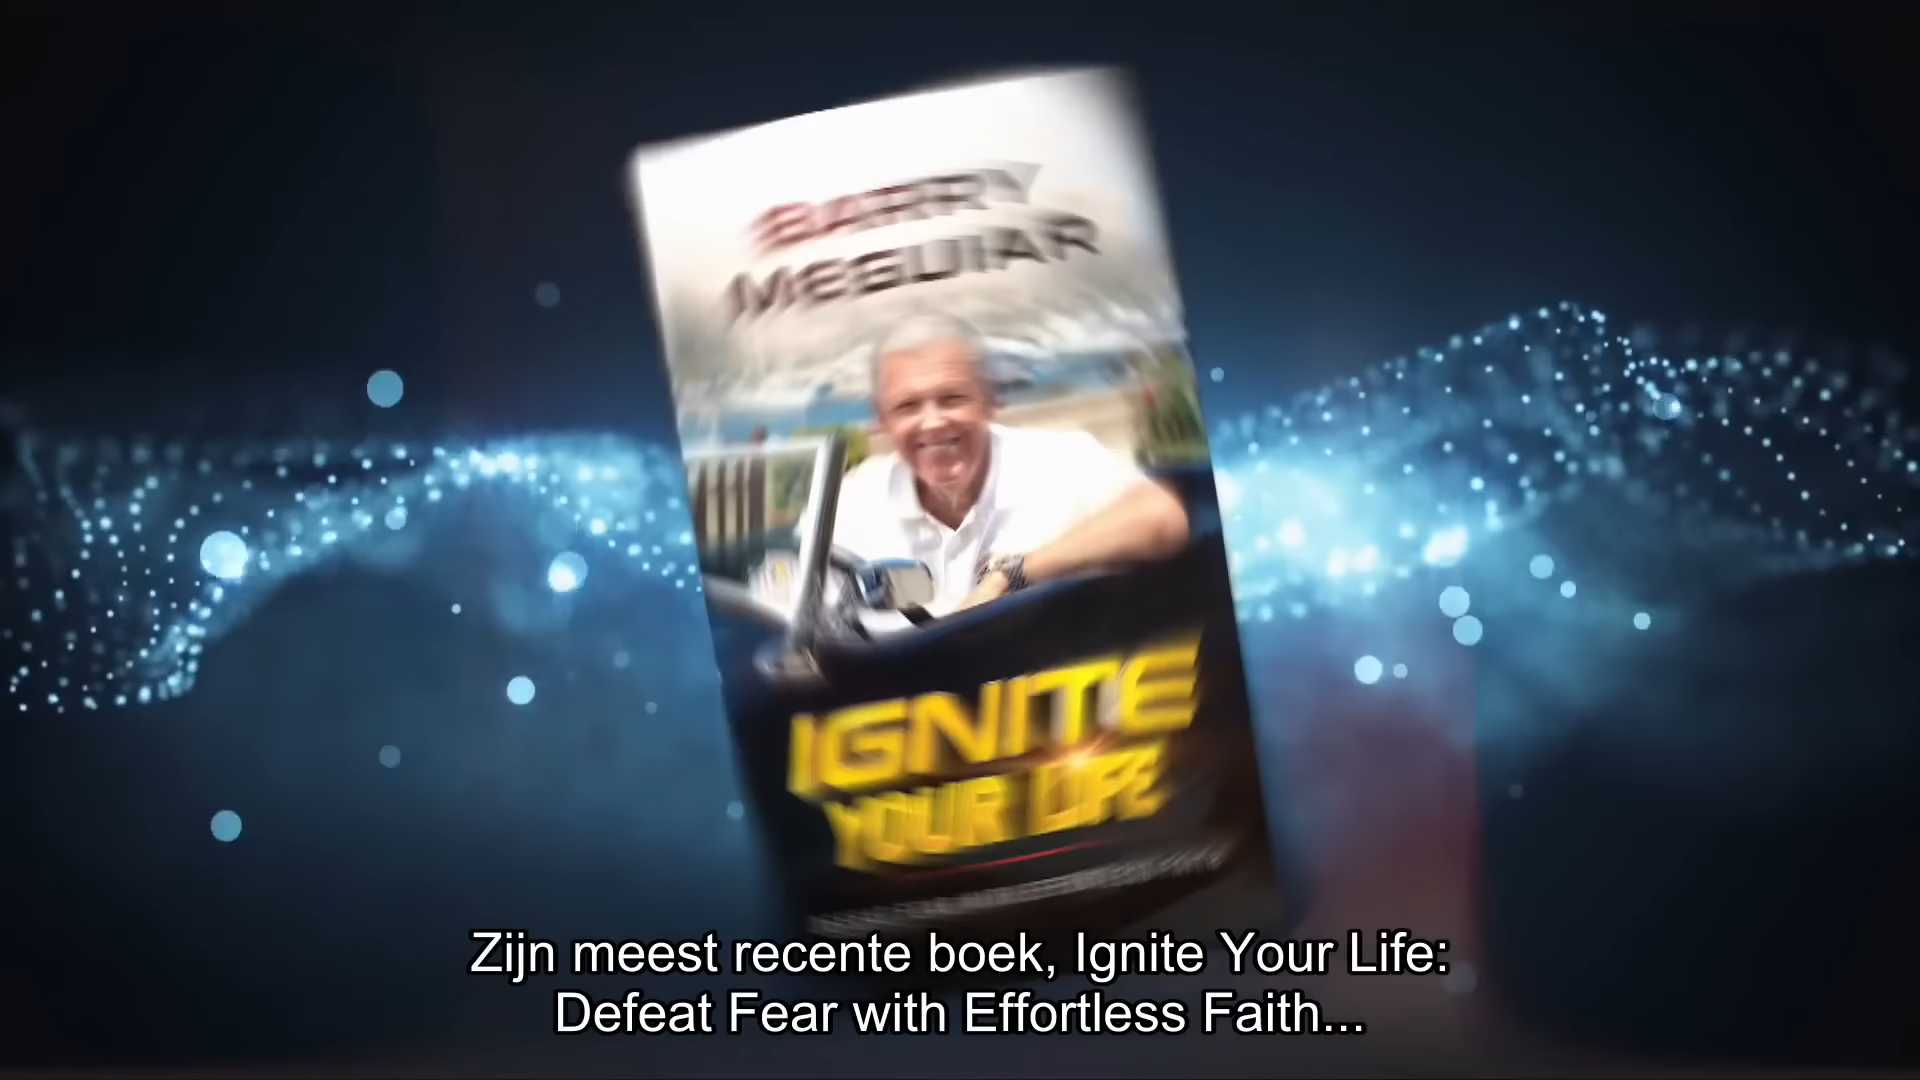 BARRY
MEGUIAR
IGNITE
YOUR LIFE
Zijn meest recente boek, Ignite Your Life:
Defeat Fear with Effortless Faith...